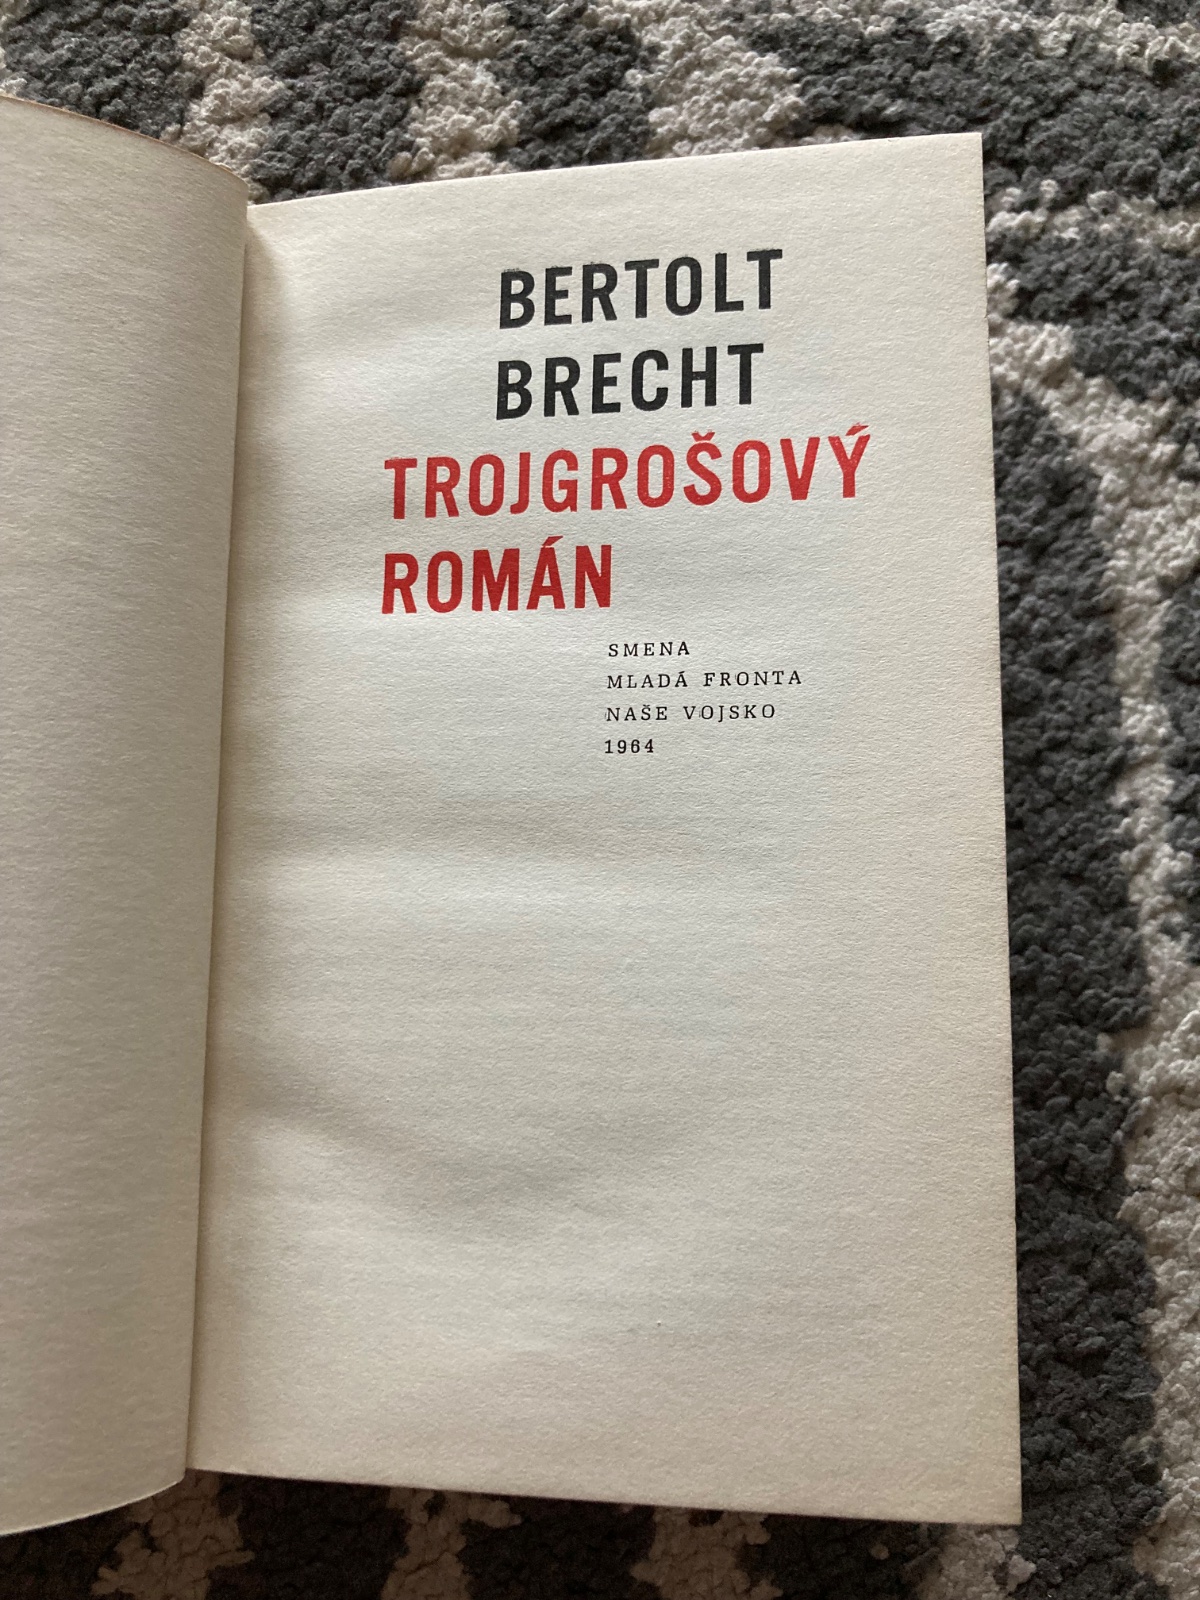 BERTOLT
BRECHT
TROJGROŠOVÝ
ROMÁN
SMENA
MLADÁ FRONTA
NAŠE VOJSKO
1964